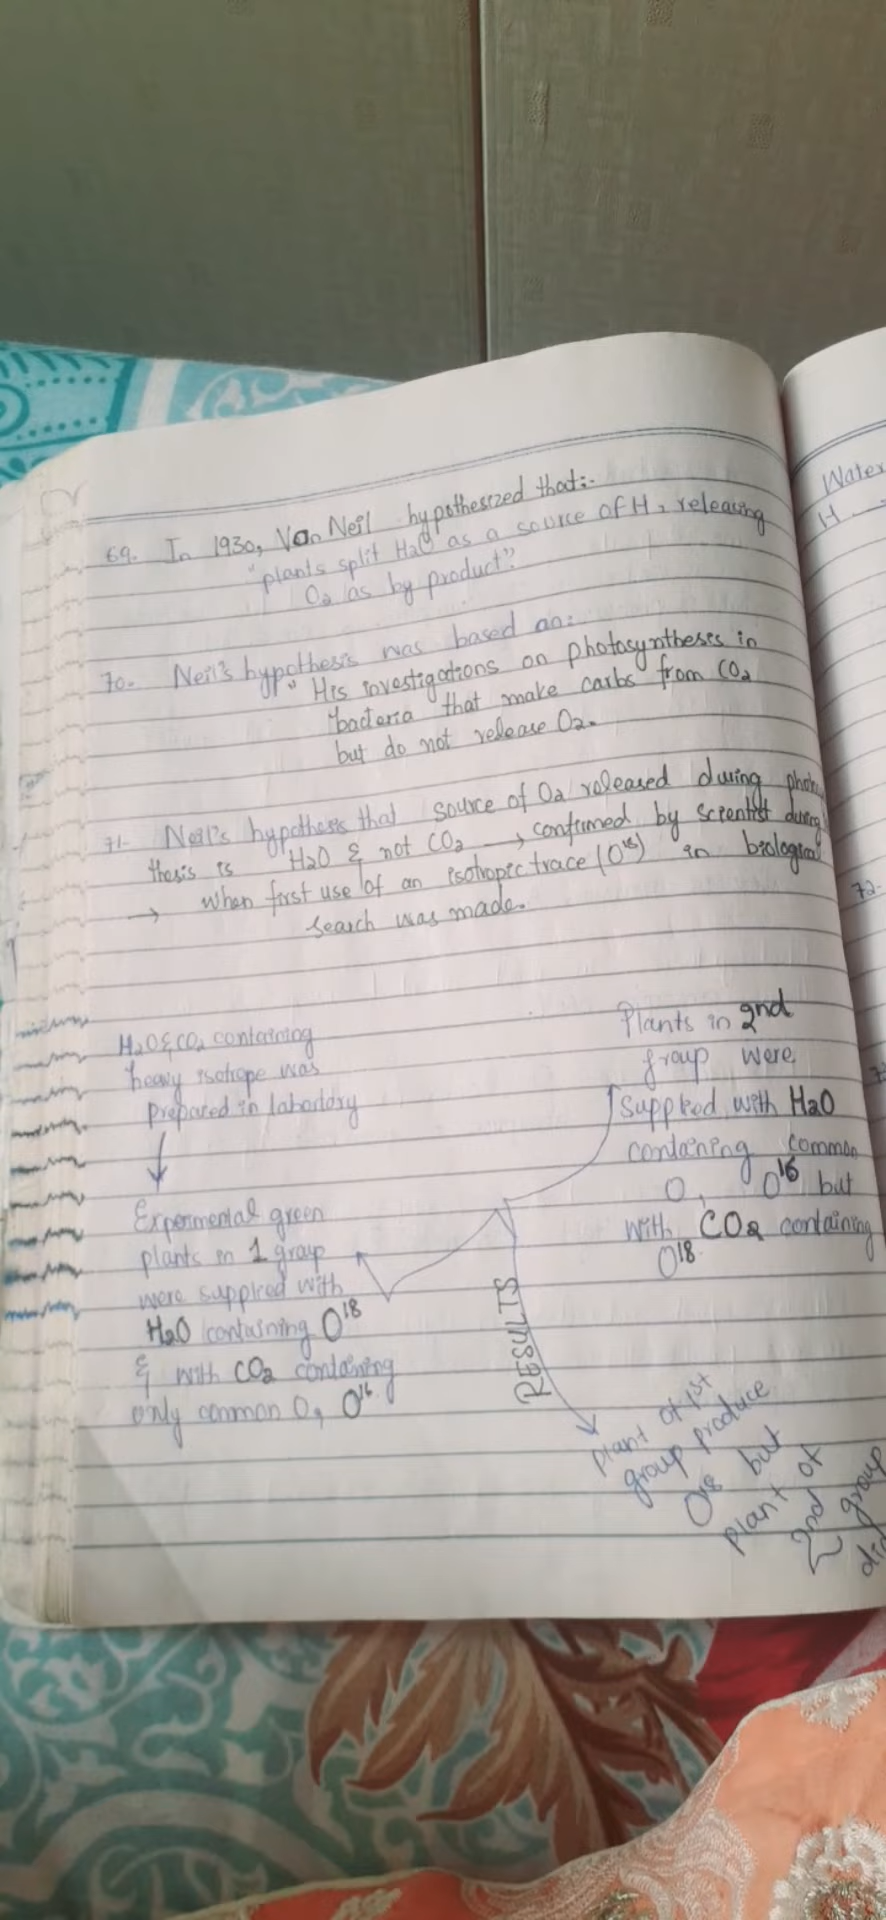 69. In 1930, Van Neil hypothesized that:-
"plants split H2O as a source of H, releasing
O2 as by product".
70. Neil's hypothesis was based on:
" His investigations on photosynthesis in
bacteria that make carbs from CO2
but do not release O2.
71. Neil's hypothesis that source of O2 released during
thesis is H2O & not CO2 → confirmed by scientist during
→ When first use of an isotopic trace (O18) in biological
search was made.
H2O & CO2 containing
heavy isotope was
prepared in labortory
Experimental green
plants in 1 group
were supplied with
H2O containing O18
& with CO2 containing
only common O, O16.
Plants in 2nd
group were
supplied with H2O
containing common
O, O16 but
with CO2 containing
O18.
RESULTS
plant of 1st
group produce
O18 but
plant of
2nd group
Water
H
72.